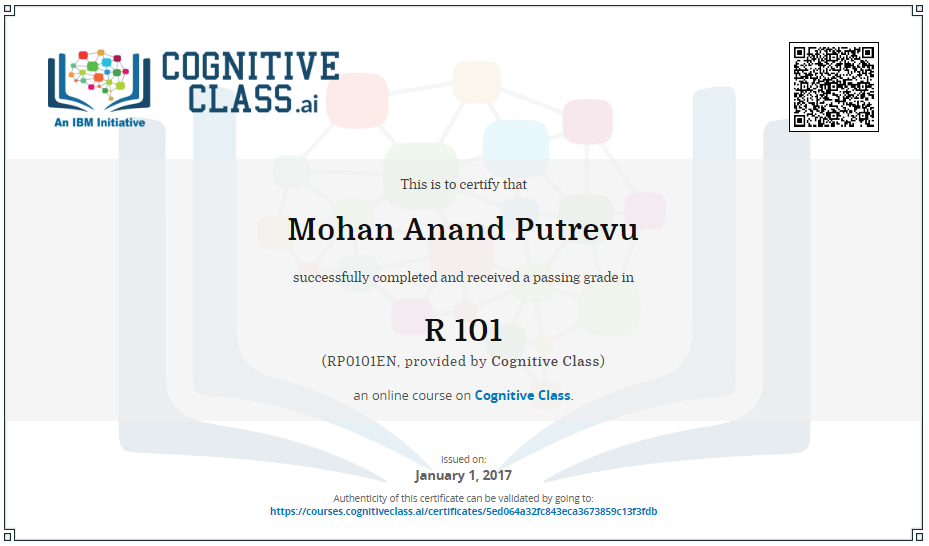 COGNITIVE
CLASS.ai
An IBM Initiative
This is to certify that
Mohan Anand Putrevu
successfully completed and received a passing grade in
R 101
(RP0101EN, provided by Cognitive Class)
an online course on Cognitive Class.
Issued on:
January 1, 2017
Authenticity of this certificate can be validated by going to:
https://courses.cognitiveclass.ai/certificates/5ed064a32fc843eca3673859c13f3fdb